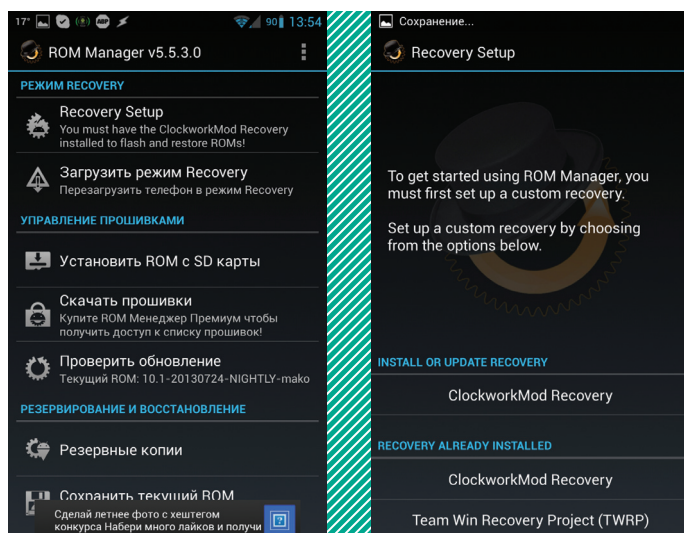 17° ABP 90 13:54
ROM Manager v5.5.3.0
РЕЖИМ RECOVERY
Recovery Setup
You must have the ClockworkMod Recovery
installed to flash and restore ROMs!
Загрузить режим Recovery
Перезагрузить телефон в режим Recovery
УПРАВЛЕНИЕ ПРОШИВКАМИ
Установить ROM с SD карты
Скачать прошивки
Купите ROM Менеджер Премиум чтобы
получить доступ к списку прошивок!
Проверить обновление
Текущий ROM: 10.1-20130724-NIGHTLY-mako
РЕЗЕРВИРОВАНИЕ И ВОССТАНОВЛЕНИЕ
Резервные копии
Сохранить текущий ROM
Сделай летнее фото с хештегом
конкурса Набери много лайков и получи
Сохранение...
Recovery Setup
To get started using ROM Manager, you
must first set up a custom recovery.
Set up a custom recovery by choosing
from the options below.
INSTALL OR UPDATE RECOVERY
ClockworkMod Recovery
RECOVERY ALREADY INSTALLED
ClockworkMod Recovery
Team Win Recovery Project (TWRP)